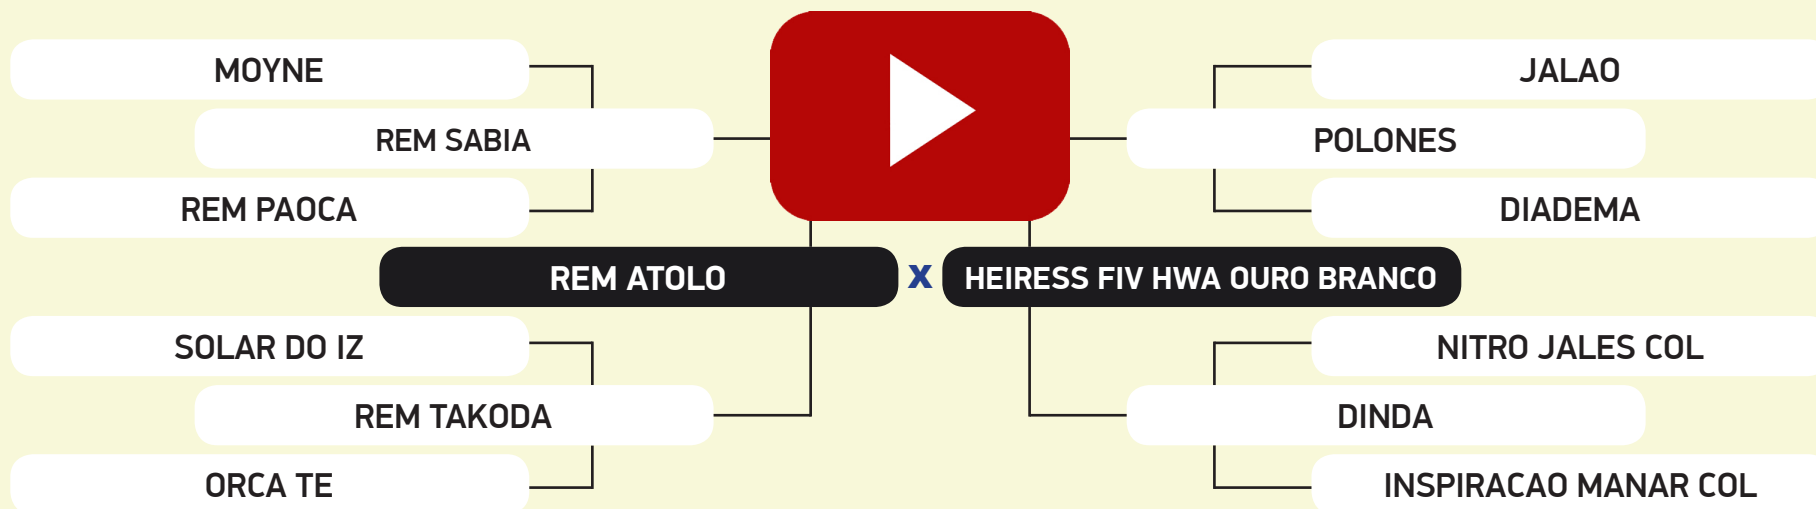 MOYNE
JALAO
REM SABIA
POLONES
REM PAOCA
DIADEMA
REM ATOLO x HEIRESS FIV HWA OURO BRANCO
SOLAR DO IZ
NITRO JALES COL
REM TAKODA
DINDA
ORCA TE
INSPIRACAO MANAR COL